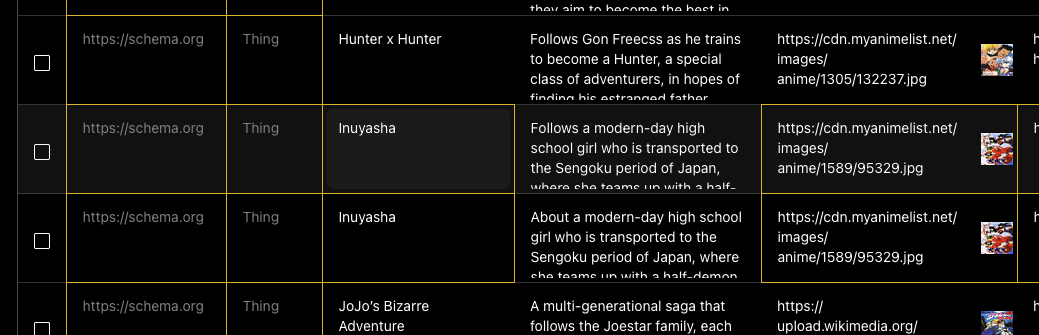 they aim to become the best in
https://schema.org
Thing
Hunter x Hunter
Follows Gon Freecss as he trains
to become a Hunter, a special
class of adventurers, in hopes of
finding his estranged father
https://cdn.myanimelist.net/
images/
anime/1305/132237.jpg
https://schema.org
Thing
Inuyasha
Follows a modern-day high
school girl who is transported to
the Sengoku period of Japan,
where she teams up with a half-
https://cdn.myanimelist.net/
images/
anime/1589/95329.jpg
https://schema.org
Thing
Inuyasha
About a modern-day high school
girl who is transported to the
Sengoku period of Japan, where
she teams up with a half-demon
https://cdn.myanimelist.net/
images/
anime/1589/95329.jpg
https://schema.org
Thing
JoJo’s Bizarre
Adventure
A multi-generational saga that
follows the Joestar family, each
https://
upload.wikimedia.org/